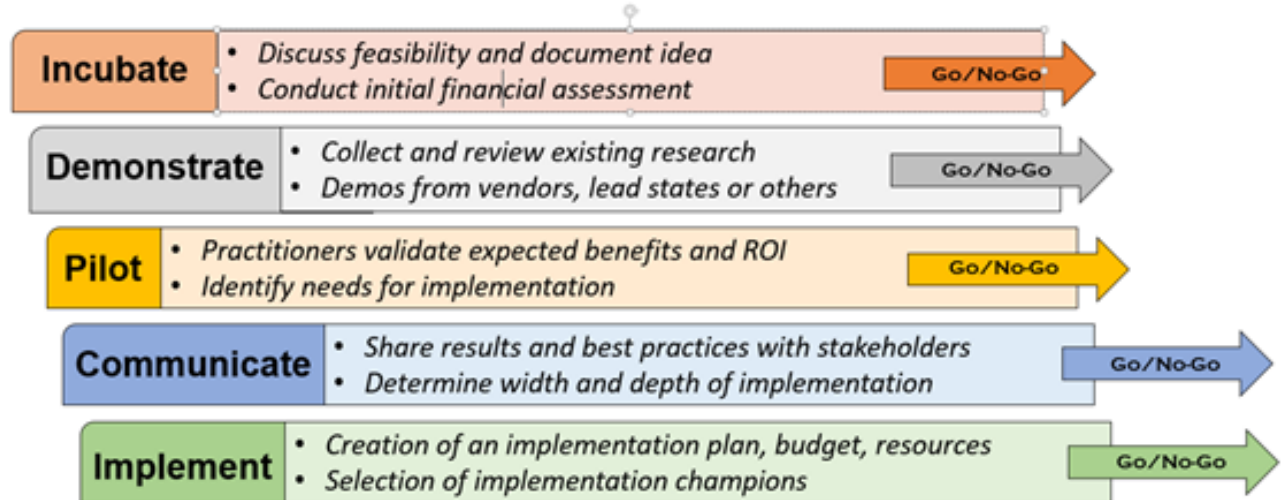 Incubate
• Discuss feasibility and document idea
• Conduct initial financial assessment
Go/No-Go
Demonstrate
• Collect and review existing research
• Demos from vendors, lead states or others
Go/No-Go
Pilot
• Practitioners validate expected benefits and ROI
• Identify needs for implementation
Go/No-Go
Communicate
• Share results and best practices with stakeholders
• Determine width and depth of implementation
Go/No-Go
Implement
• Creation of an implementation plan, budget, resources
• Selection of implementation champions
Go/No-Go